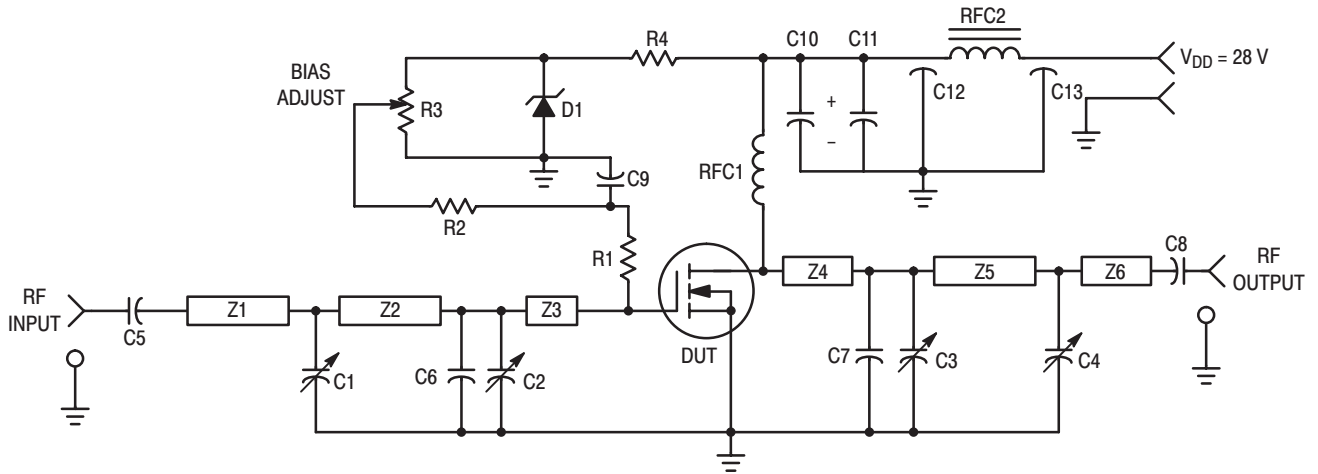 RFC2
R4
C10
C11
V_DD = 28 V
BIAS
ADJUST
R3
D1
+
–
C12
C13
RFC1
C9
R2
R1
C8
Z4
Z5
Z6
RF
OUTPUT
RF
INPUT
Z1
Z2
Z3
C5
DUT
C1
C6
C2
C7
C3
C4